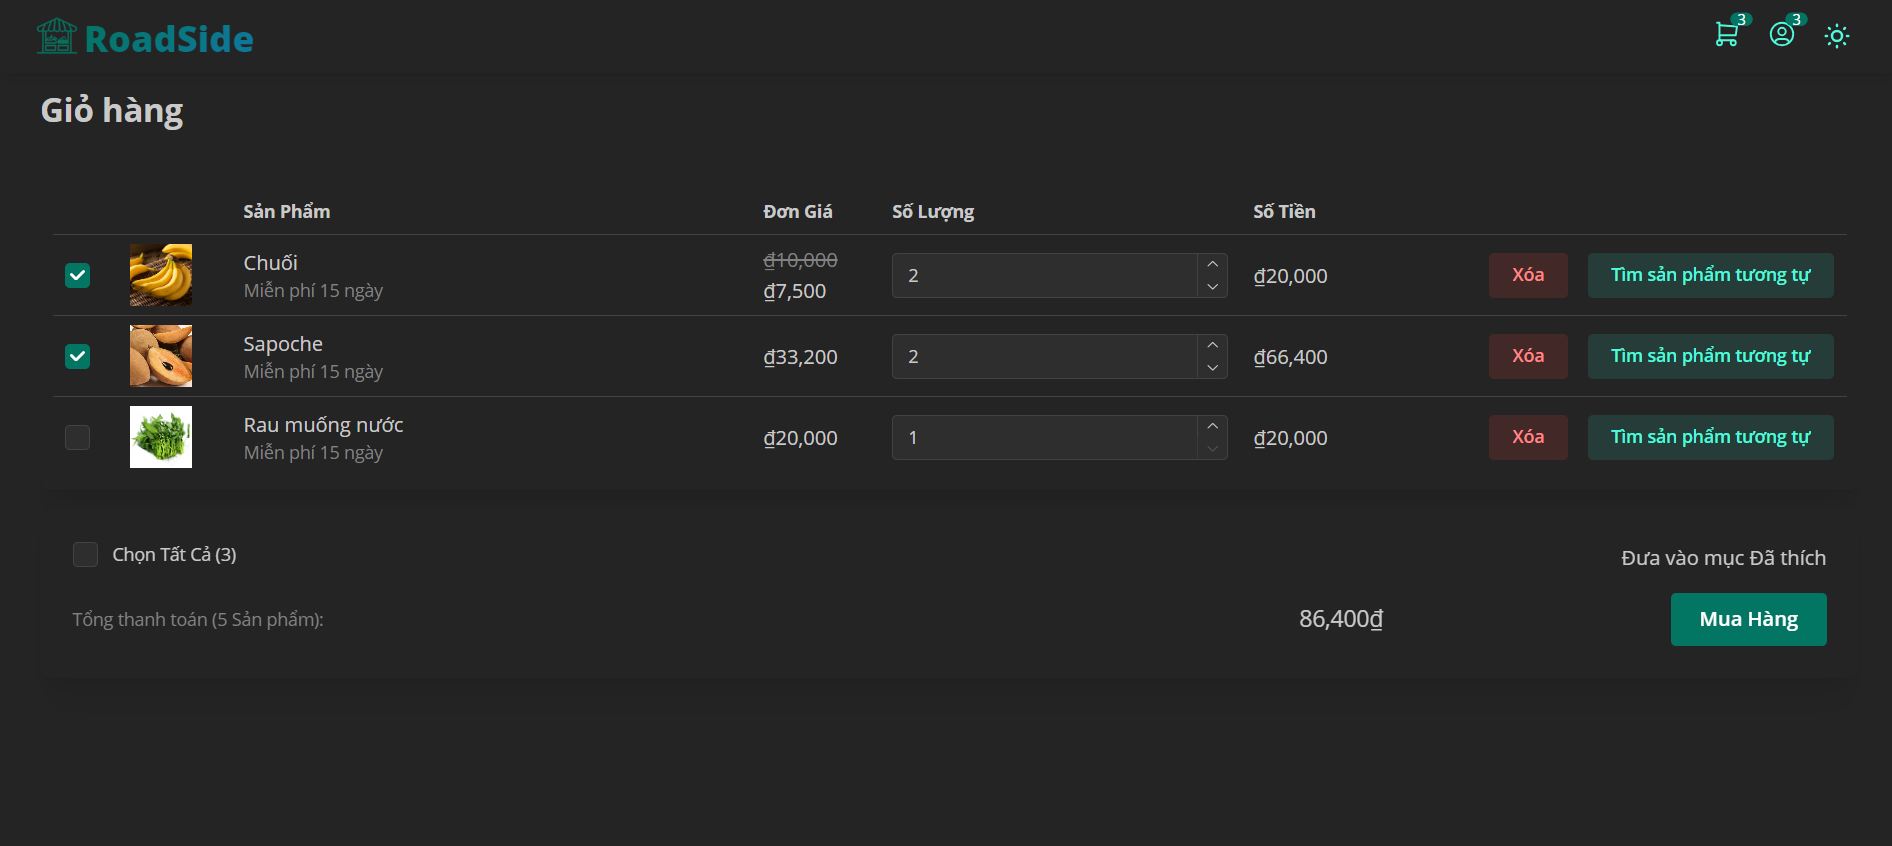 RoadSide
3
3
Giỏ hàng
Sản Phẩm Đơn Giá Số Lượng Số Tiền
Chuối
Miễn phí 15 ngày
₫10,000
₫7,500
2
₫20,000
Xóa
Tìm sản phẩm tương tự
Sapoche
Miễn phí 15 ngày
₫33,200
2
₫66,400
Xóa
Tìm sản phẩm tương tự
Rau muống nước
Miễn phí 15 ngày
₫20,000
1
₫20,000
Xóa
Tìm sản phẩm tương tự
Chọn Tất Cả (3)
Đưa vào mục Đã thích
Tổng thanh toán (5 Sản phẩm):
86,400₫
Mua Hàng